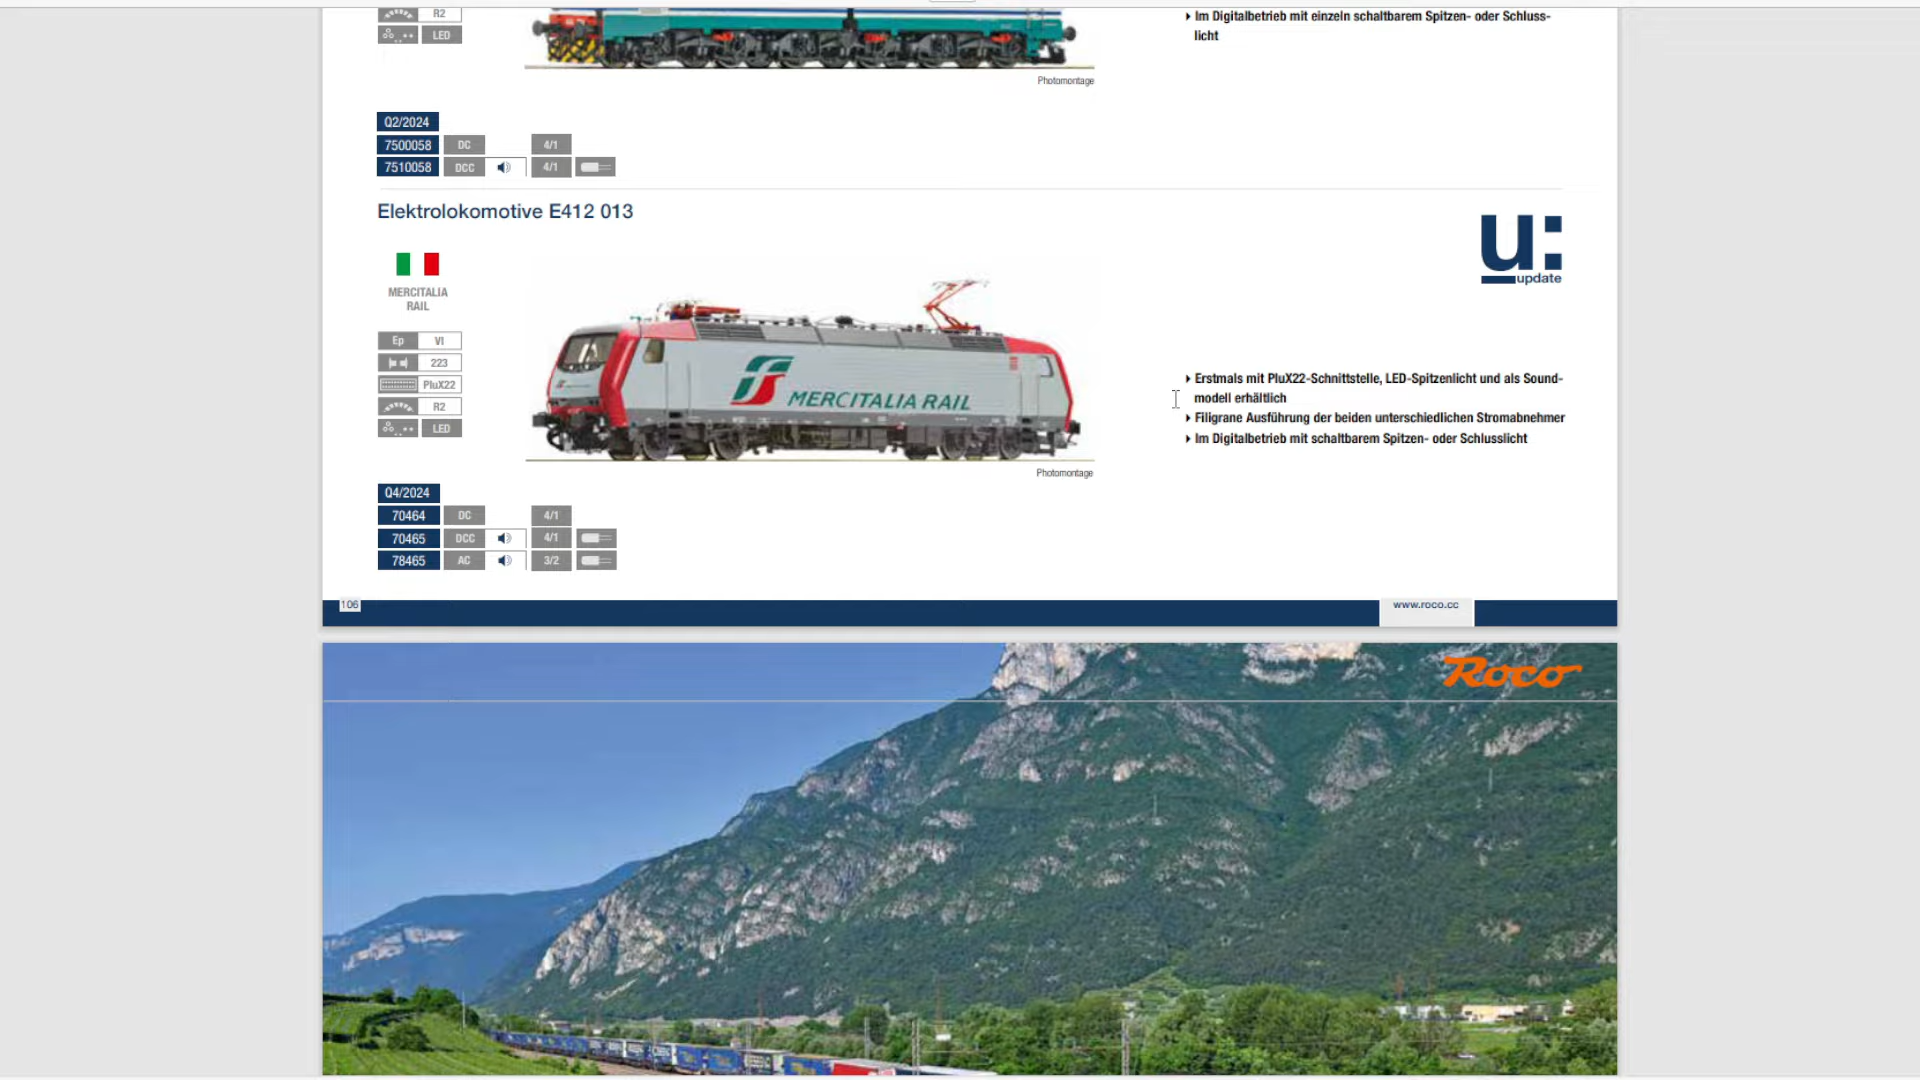 R2
LED
Im Digitalbetrieb mit einzeln schaltbarem Spitzen- oder Schluss-
licht
Photomontage
Q2/2024
7500058 DC 4/1
7510058 DCC 4/1
Elektrolokomotive E412 013
u:
update
MERCITALIA
RAIL
Ep VI
223
PluX22
R2
LED
MERCITALIA RAIL
Erstmals mit PluX22-Schnittstelle, LED-Spitzenlicht und als Sound-
modell erhältlich
Filigrane Ausführung der beiden unterschiedlichen Stromabnehmer
Im Digitalbetrieb mit schaltbarem Spitzen- oder Schlusslicht
Photomontage
Q4/2024
70464 DC 4/1
70465 DCC 4/1
78465 AC 3/2
106
www.roco.cc
Roco